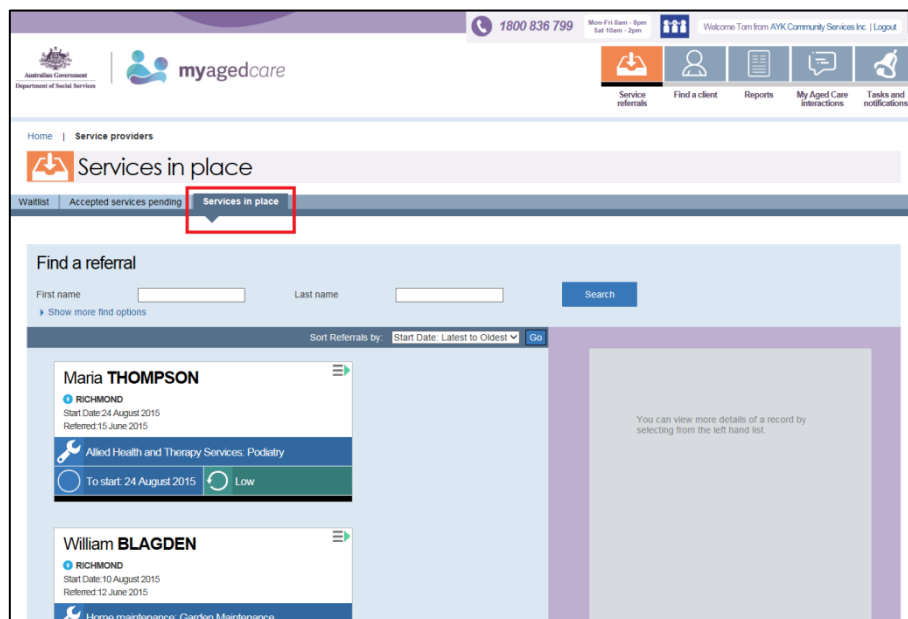 1800 836 799
Mon-Fri 8am - 8pm
Sat 10am - 2pm
Welcome Tom from AYK Community Services Inc | Logout
Australian Government
Department of Social Services
myagedcare
Service referrals
Find a client
Reports
My Aged Care interactions
Tasks and notifications
Home | Service providers
Services in place
Waitlist
Accepted services pending
Services in place
Find a referral
First name
Last name
Search
Show more find options
Sort Referrals by:
Start Date: Latest to Oldest
Go
Maria THOMPSON
RICHMOND
Start Date:24 August 2015
Referred:15 June 2015
Allied Health and Therapy Services: Podiatry
To start: 24 August 2015
Low
William BLAGDEN
RICHMOND
Start Date:10 August 2015
Referred:12 June 2015
Home maintenance: Garden Maintenance
You can view more details of a record by
selecting from the left hand list.